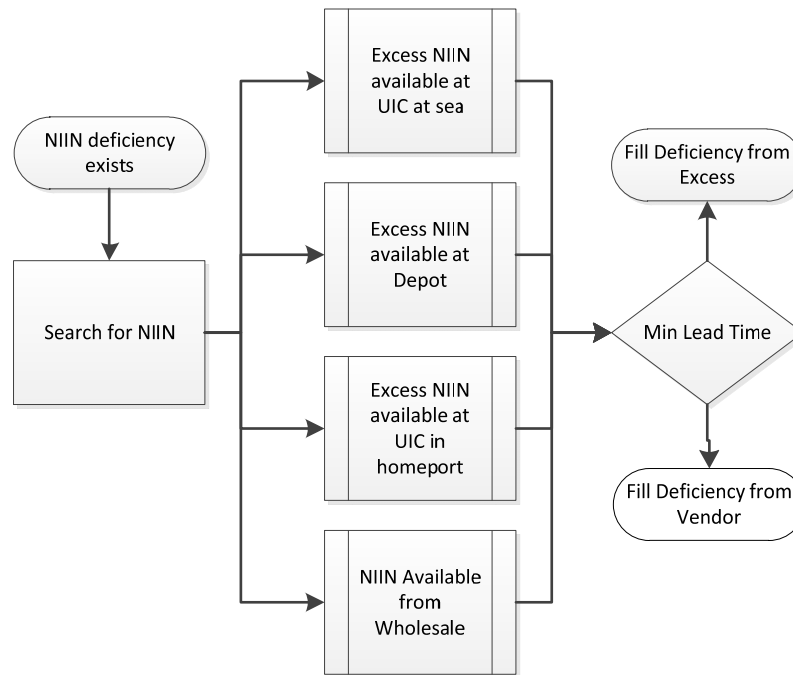 NIIN deficiency
exists
Search for NIIN
Excess NIIN
available at
UIC at sea
Excess NIIN
available at
Depot
Excess NIIN
available at
UIC in
homeport
NIIN Available
from
Wholesale
Fill Deficiency from
Excess
Min Lead Time
Fill Deficiency from
Vendor